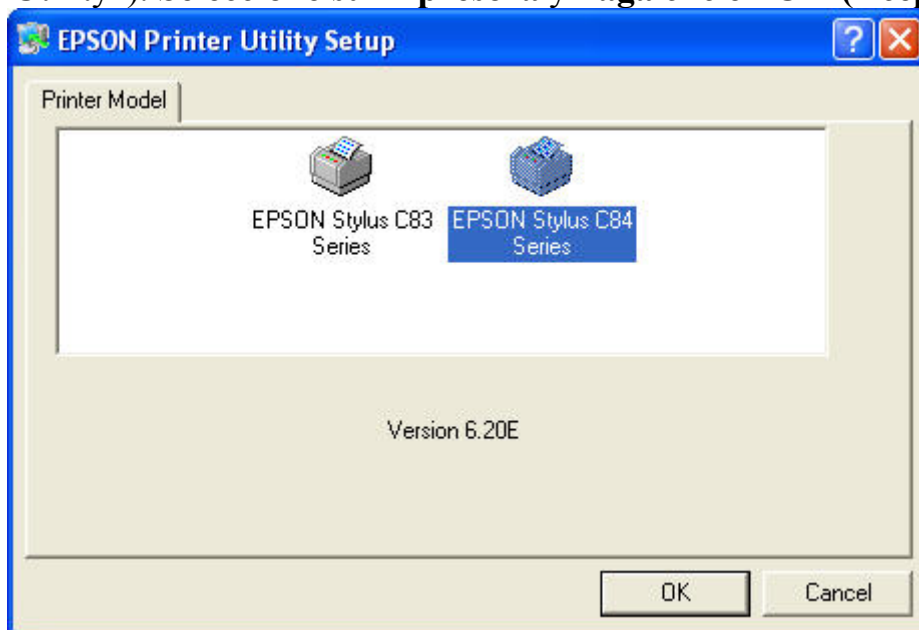 EPSON Printer Utility Setup
Printer Model
EPSON Stylus C83
Series
EPSON Stylus C84
Series
Version 6.20E
OK
Cancel